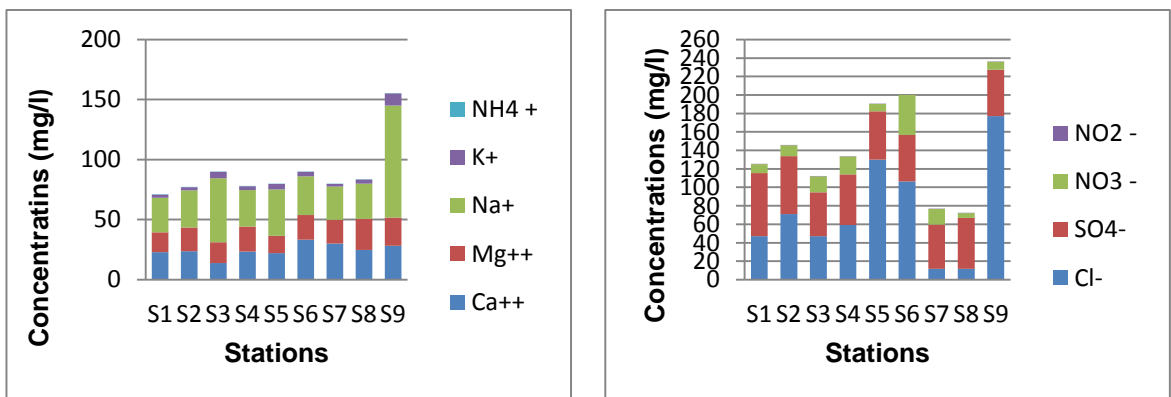 Concentratins (mg/l)
200
150
100
50
0
S1 S2 S3 S4 S5 S6 S7 S8 S9
Stations
NH4 +
K+
Na+
Mg++
Ca++
Concentrations (mg/l)
260
240
220
200
180
160
140
120
100
80
60
40
20
0
S1 S2 S3 S4 S5 S6 S7 S8 S9
Stations
NO2 -
NO3 -
SO4-
Cl-